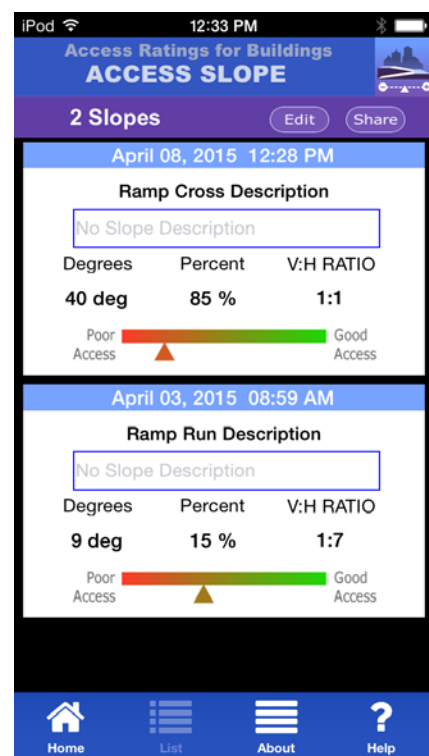 iPod 12:33 PM
Access Ratings for Buildings
ACCESS SLOPE
2 Slopes Edit Share
April 08, 2015 12:28 PM
Ramp Cross Description
No Slope Description
Degrees Percent V:H RATIO
40 deg 85 % 1:1
Poor Good
Access Access
April 03, 2015 08:59 AM
Ramp Run Description
No Slope Description
Degrees Percent V:H RATIO
9 deg 15 % 1:7
Poor Good
Access Access
Home List About Help